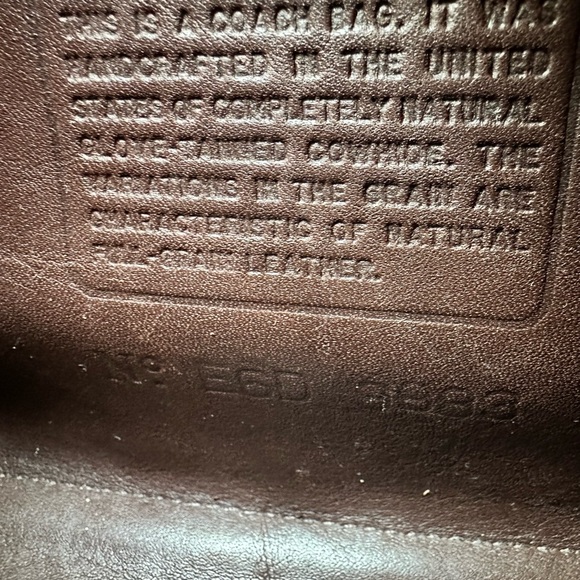 THIS IS A COACH BAG. IT WAS
HANDCRAFTED IN THE UNITED
STATES OF COMPLETELY NATURAL
GLOVE-TANNED COWHIDE. THE
VARIATIONS IN THE GRAIN ARE
CHARACTERISTIC OF NATURAL
FULL-GRAIN LEATHER.
No EGD